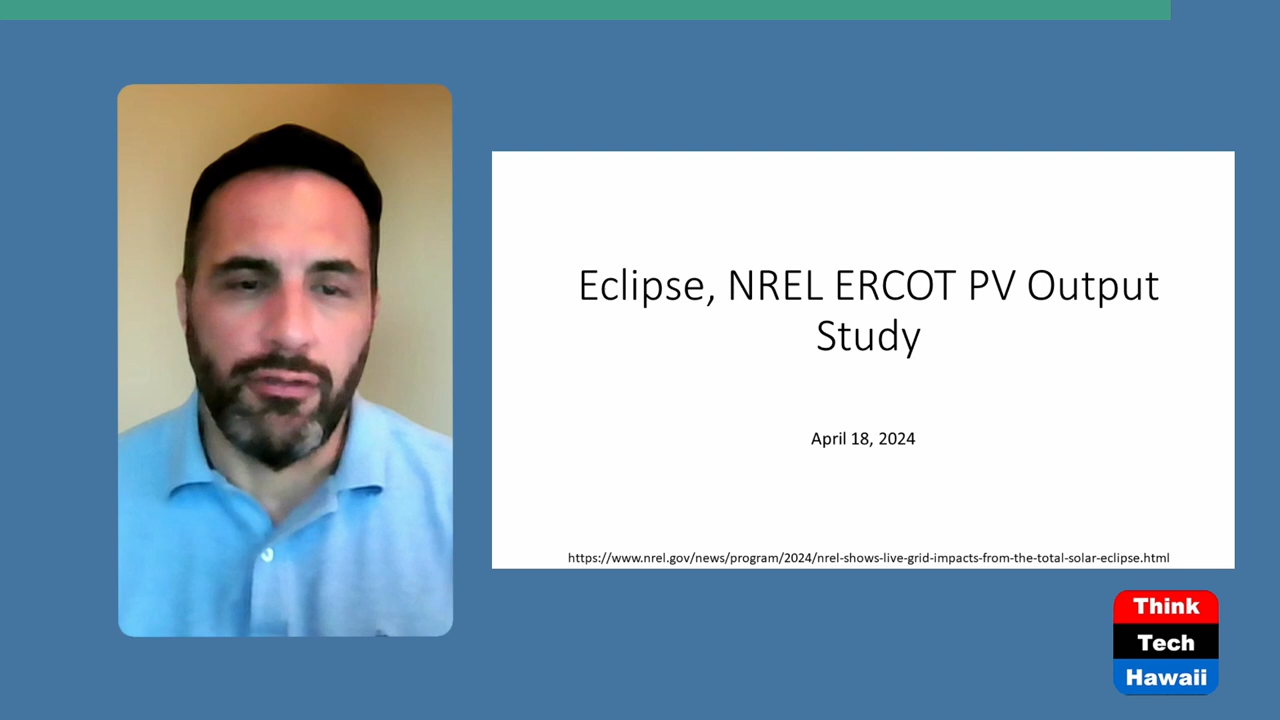 Eclipse, NREL ERCOT PV Output
Study
April 18, 2024
https://www.nrel.gov/news/program/2024/nrel-shows-live-grid-impacts-from-the-total-solar-eclipse.html
Think
Tech
Hawaii